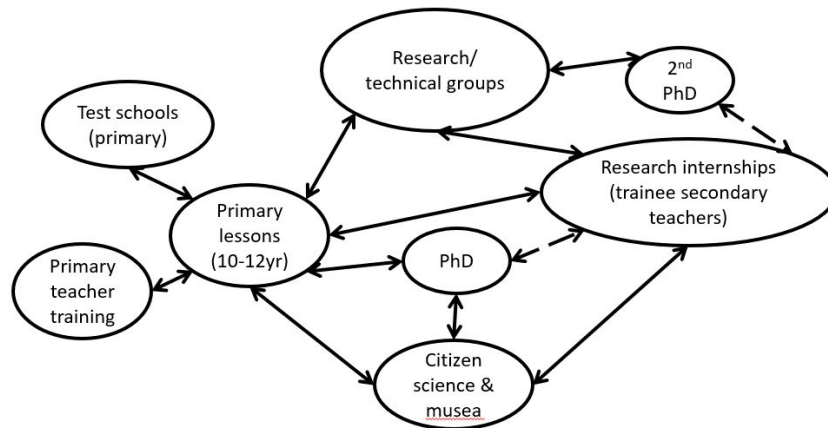 Research/
technical groups
2nd
PhD
Test schools
(primary)
Research internships
(trainee secondary
teachers)
Primary
lessons
(10-12yr)
PhD
Primary
teacher
training
Citizen
science &
musea